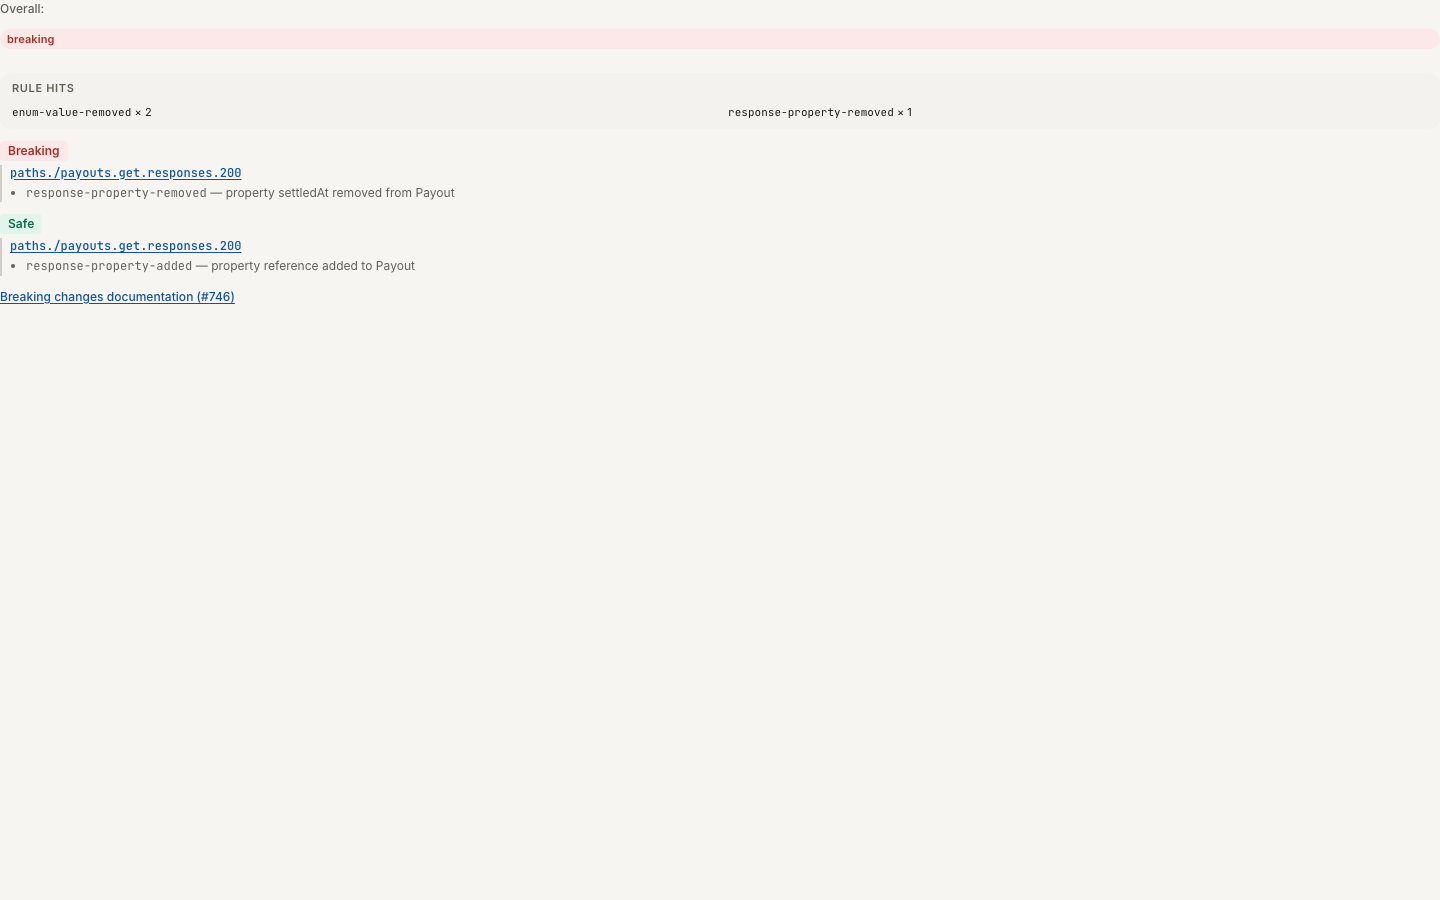 Overall:
breaking
RULE HITS
enum-value-removed × 2
response-property-removed × 1
Breaking
paths./payouts.get.responses.200
• response-property-removed — property settledAt removed from Payout
Safe
paths./payouts.get.responses.200
• response-property-added — property reference added to Payout
Breaking changes documentation (#746)